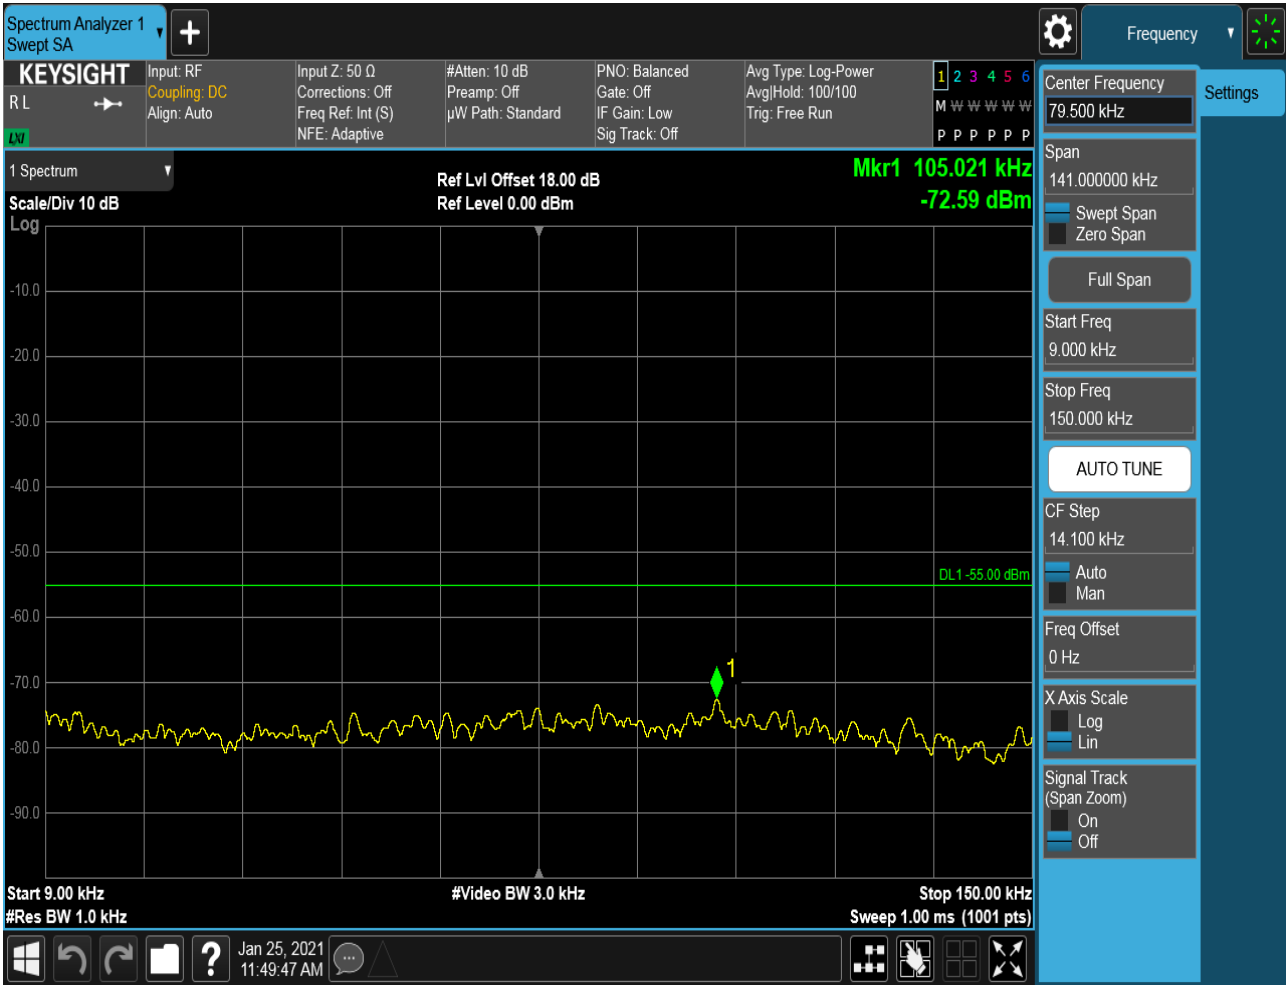 Spectrum Analyzer 1
Swept SA
+
Frequency
KEYSIGHT
R L
LXI
Input: RF
Coupling: DC
Align: Auto
Input Z: 50 Ω
Corrections: Off
Freq Ref: Int (S)
NFE: Adaptive
#Atten: 10 dB
Preamp: Off
µW Path: Standard
PNO: Balanced
Gate: Off
IF Gain: Low
Sig Track: Off
Avg Type: Log-Power
Avg|Hold: 100/100
Trig: Free Run
1 2 3 4 5 6
M W W W W W
P P P P P P
1 Spectrum
Scale/Div 10 dB
Log
Ref Lvl Offset 18.00 dB
Ref Level 0.00 dBm
Mkr1 105.021 kHz
-72.59 dBm
-10.0
-20.0
-30.0
-40.0
-50.0
DL1 -55.00 dBm
-60.0
1
-70.0
-80.0
-90.0
Start 9.00 kHz
#Res BW 1.0 kHz
#Video BW 3.0 kHz
Stop 150.00 kHz
Sweep 1.00 ms (1001 pts)
Center Frequency
79.500 kHz
Settings
Span
141.000000 kHz
Swept Span
Zero Span
Full Span
Start Freq
9.000 kHz
Stop Freq
150.000 kHz
AUTO TUNE
CF Step
14.100 kHz
Auto
Man
Freq Offset
0 Hz
X Axis Scale
Log
Lin
Signal Track
(Span Zoom)
On
Off
?
Jan 25, 2021
11:49:47 AM